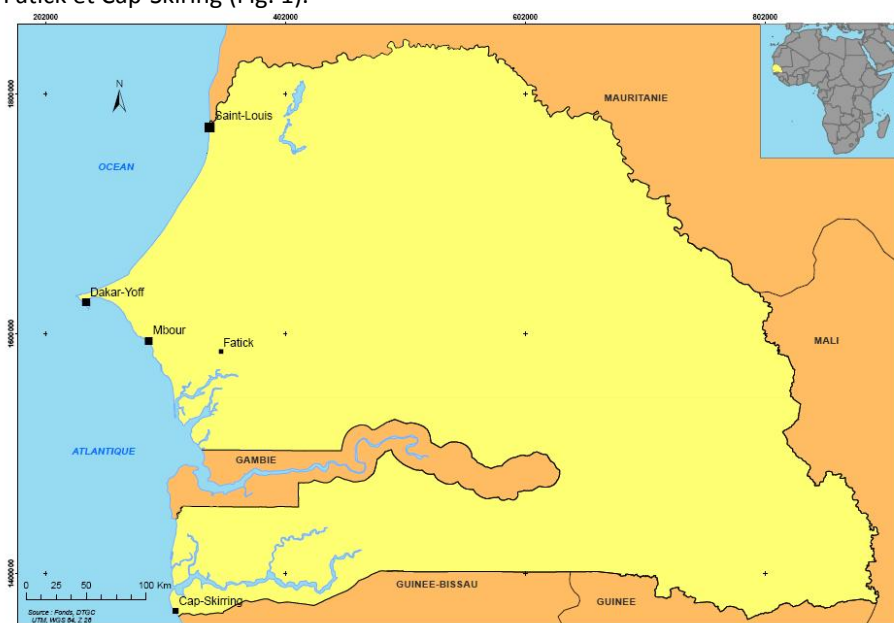 Fatick et Cap-Skirring (Fig. 1).
202000 402000 602000 802000
N
1800000
MAURITANIE
Saint-Louis
OCEAN
Dakar-Yoff
Mbour
Fatick
1600000
MALI
ATLANTIQUE
GAMBIE
1400000
0 25 50 100 Km
GUINEE-BISSAU
GUINEE
Cap-Skirring
Source : Fonds, DTGC
UTM, WGS 84, Z 28